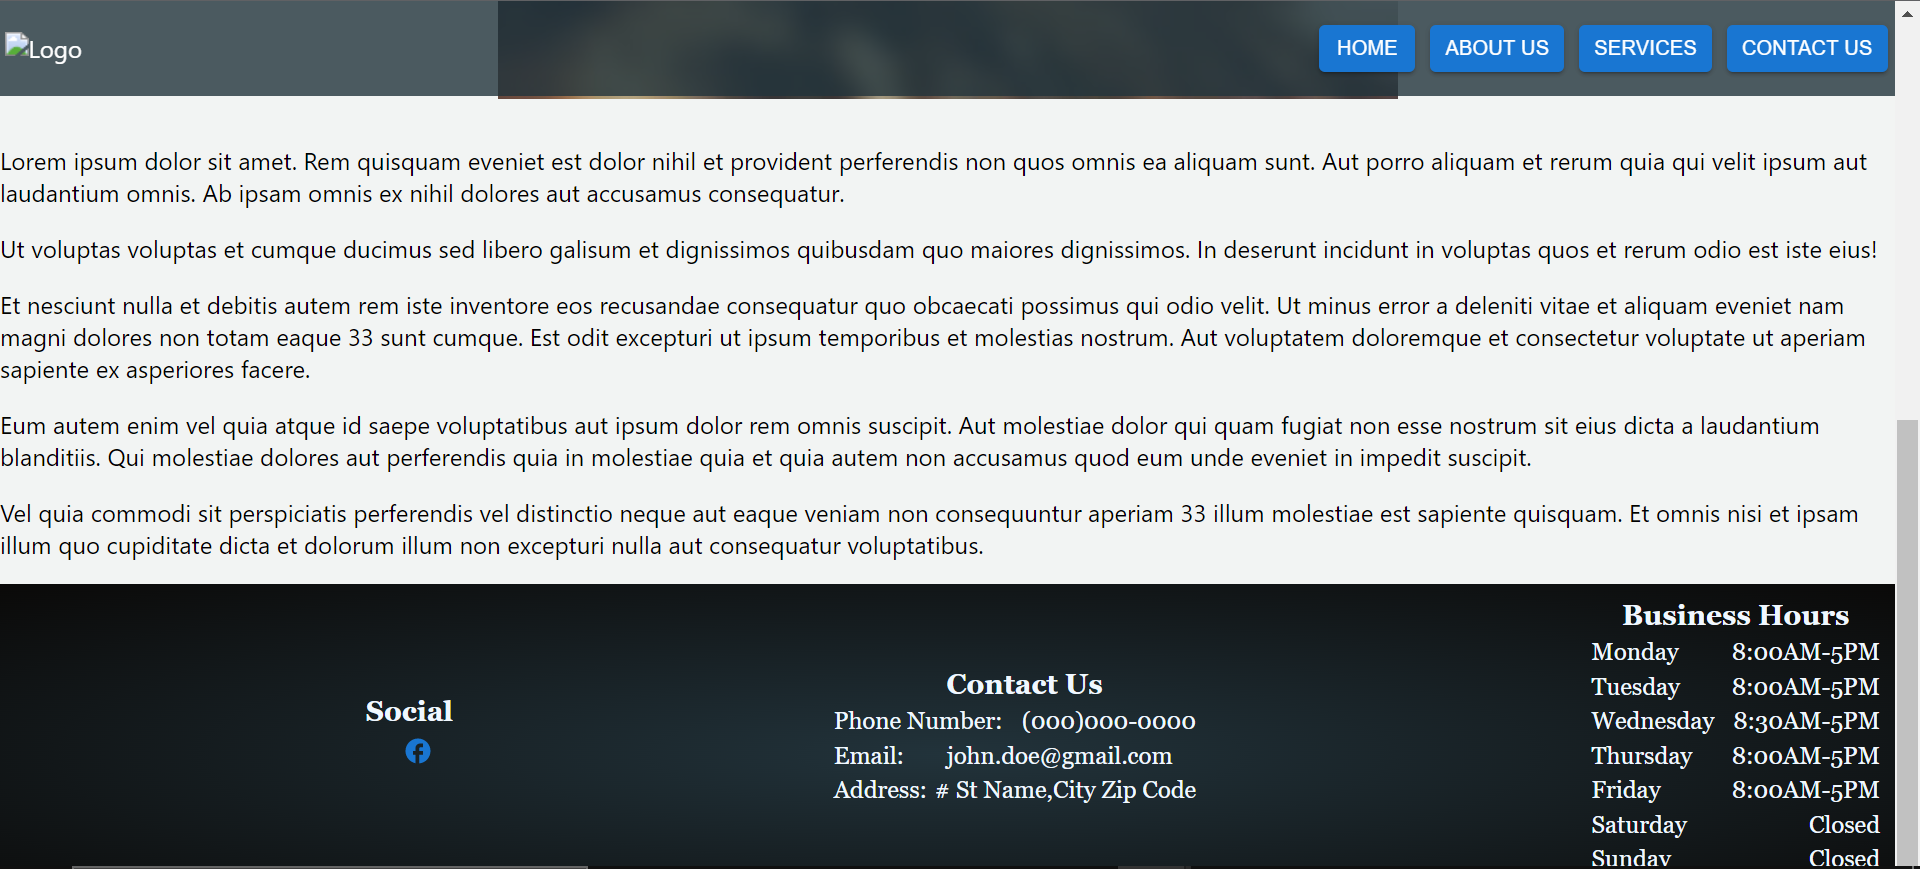 Logo
HOME ABOUT US SERVICES CONTACT US
Lorem ipsum dolor sit amet. Rem quisquam eveniet est dolor nihil et provident perferendis non quos omnis ea aliquam sunt. Aut porro aliquam et rerum quia qui velit ipsum aut
laudantium omnis. Ab ipsam omnis ex nihil dolores aut accusamus consequatur.
Ut voluptas voluptas et cumque ducimus sed libero galisum et dignissimos quibusdam quo maiores dignissimos. In deserunt incidunt in voluptas quos et rerum odio est iste eius!
Et nesciunt nulla et debitis autem rem iste inventore eos recusandae consequatur quo obcaecati possimus qui odio velit. Ut minus error a deleniti vitae et aliquam eveniet nam
magni dolores non totam eaque 33 sunt cumque. Est odit excepturi ut ipsum temporibus et molestias nostrum. Aut voluptatem doloremque et consectetur voluptate ut aperiam
sapiente ex asperiores facere.
Eum autem enim vel quia atque id saepe voluptatibus aut ipsum dolor rem omnis suscipit. Aut molestiae dolor qui quam fugiat non esse nostrum sit eius dicta a laudantium
blanditiis. Qui molestiae dolores aut perferendis quia in molestiae quia et quia autem non accusamus quod eum unde eveniet in impedit suscipit.
Vel quia commodi sit perspiciatis perferendis vel distinctio neque aut eaque veniam non consequuntur aperiam 33 illum molestiae est sapiente quisquam. Et omnis nisi et ipsam
illum quo cupiditate dicta et dolorum illum non excepturi nulla aut consequatur voluptatibus.
Social
Contact Us
Phone Number: (000)000-0000
Email: john.doe@gmail.com
Address: # St Name,City Zip Code
Business Hours
Monday 8:00AM-5PM
Tuesday 8:00AM-5PM
Wednesday 8:30AM-5PM
Thursday 8:00AM-5PM
Friday 8:00AM-5PM
Saturday Closed
Sunday Closed